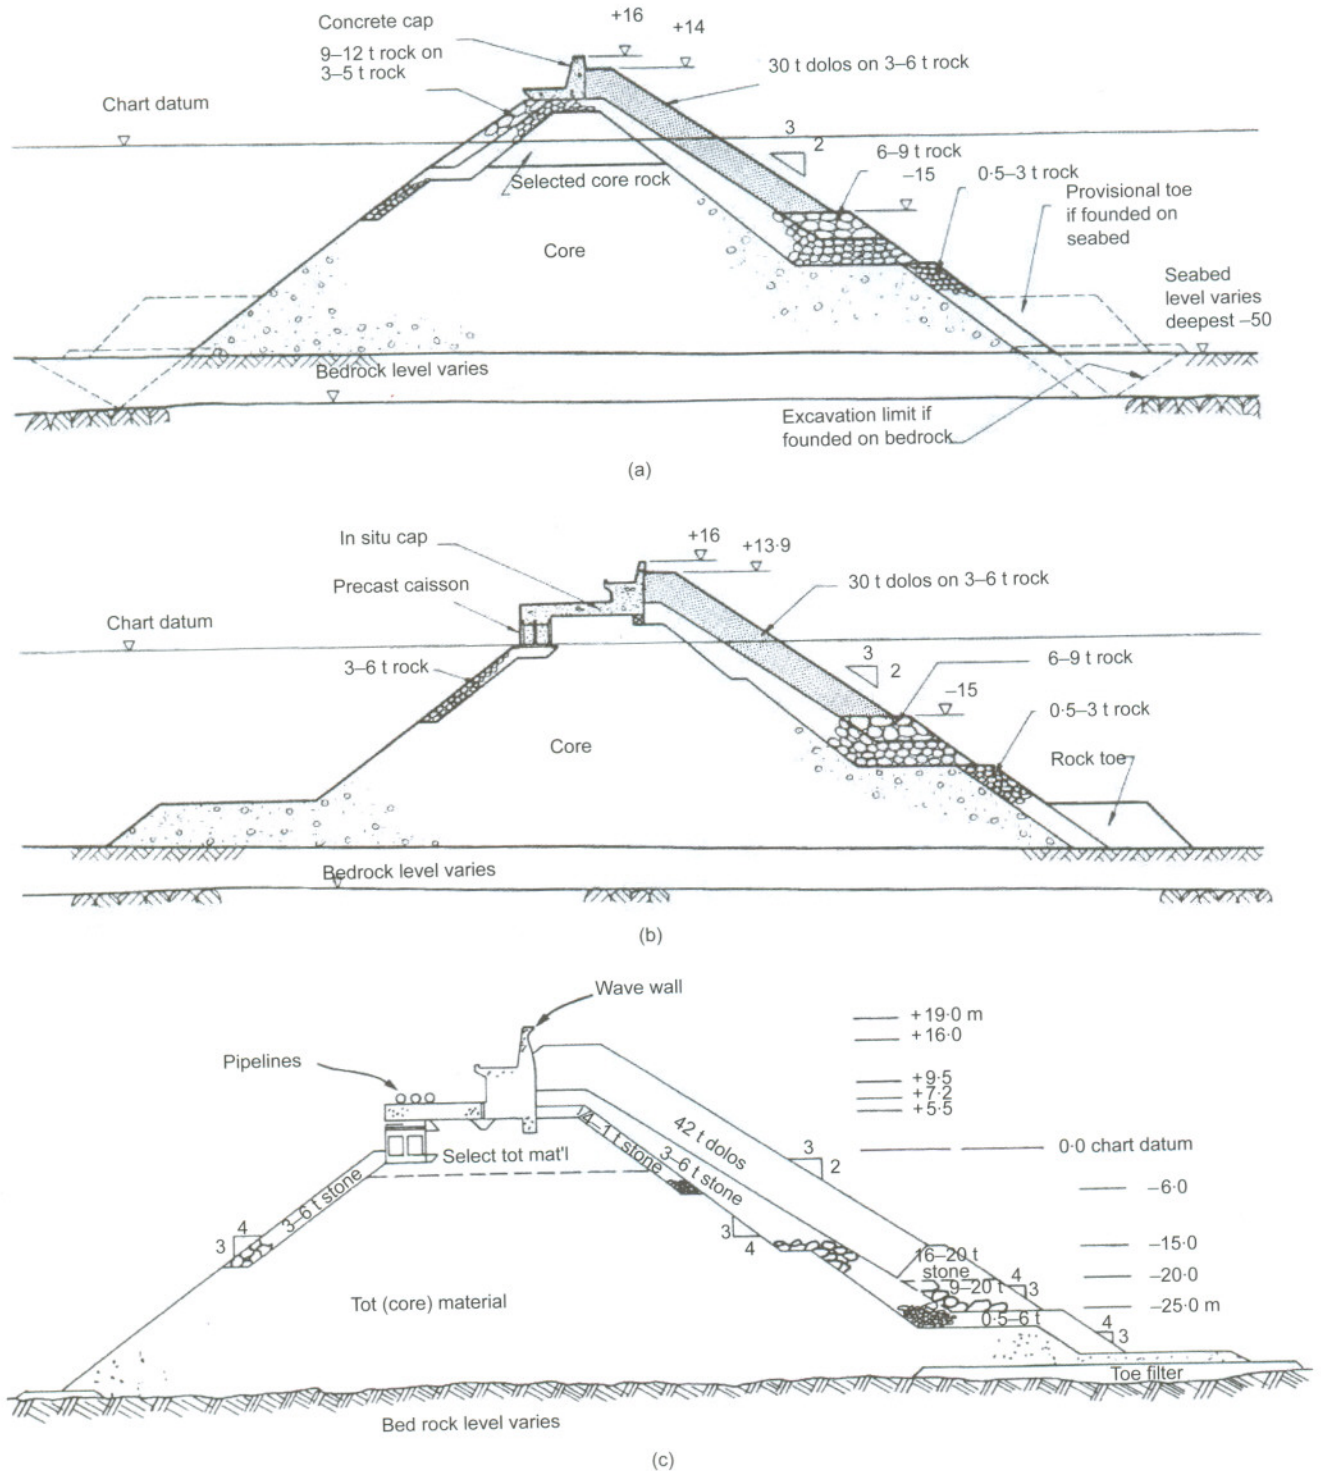 Concrete cap
9–12 t rock on
3–5 t rock
+16
+14
30 t dolos on 3–6 rock
Chart datum
3
2
6–9 t rock
–15
0·5–3 t rock
Provisional toe
if founded on
seabed
Selected core rock
Core
Seabed
level varies
deepest –50
Bedrock level varies
Excavation limit if
founded on bedrock
(a)
In situ cap
Precast caisson
+16
+13·9
30 t dolos on 3–6 t rock
Chart datum
3–6 t rock
3
2
6–9 t rock
–15
0·5–3 t rock
Core
Rock toe
Bedrock level varies
(b)
Wave wall
Pipelines
+19·0 m
+16·0
+9·5
+7·2
+5·5
0·0 chart datum
–6·0
–15·0
–20·0
–25·0 m
42 t dolos
3
2
Select tot mat'l
4–1 t stone
3–6 t stone
3–6 t stone
4
3
3
4
16–20 t
stone
9–20 t
4
3
0·5–6 t
4
3
Tot (core) material
Toe filter
Bed rock level varies
(c)